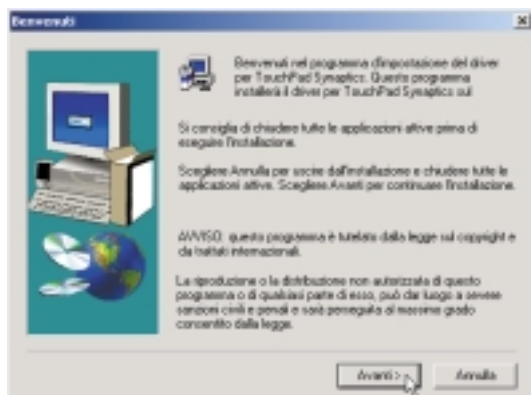 Benvenuti
Benvenuti nel programma d'impostazione del driver
per TouchPad Synaptics. Questo programma
installerà il driver per TouchPad Synaptics sul
Si consiglia di chiudere tutte le applicazioni attive prima di
eseguire l'installazione.
Scegliere Annulla per uscire dall'installazione e chiudere tutte le
applicazioni attive. Scegliere Avanti per continuare l'installazione.
AVVISO: questo programma è tutelato dalla legge sul copyright e
da trattati internazionali.
La riproduzione o la distribuzione non autorizzata di questo
programma o di qualsiasi parte di esso, può dar luogo a severe
sanzioni civili e penali e sarà perseguita al massimo grado
consentito dalla legge.
Avanti >
Annulla